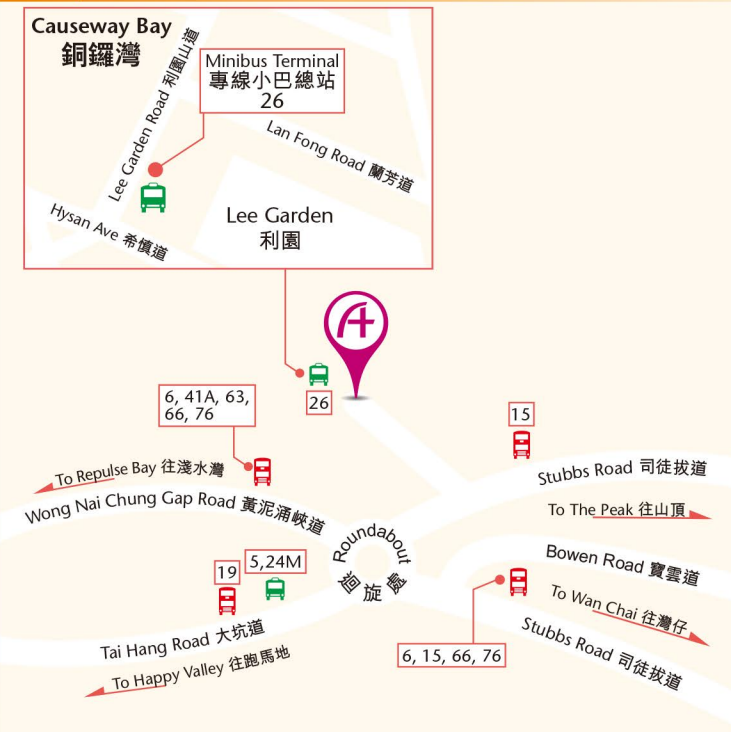 Causeway Bay
銅鑼灣
Minibus Terminal
專線小巴總站
26
Lee Garden Road 利園山道
Lan Fong Road 蘭芳道
Hysan Ave 希慎道
Lee Garden
利園
26
6, 41A, 63,
66, 76
15
To Repulse Bay 往淺水灣
Wong Nai Chung Gap Road 黃泥涌峽道
Stubbs Road 司徒拔道
To The Peak 往山頂
Roundabout
迴旋處
Bowen Road 寶雲道
19
5,24M
To Wan Chai 往灣仔
Stubbs Road 司徒拔道
6, 15, 66, 76
Tai Hang Road 大坑道
To Happy Valley 往跑馬地